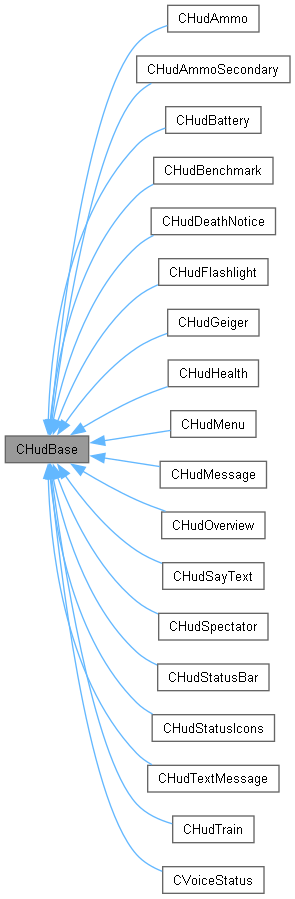 CHudAmmo
CHudAmmoSecondary
CHudBattery
CHudBenchmark
CHudDeathNotice
CHudFlashlight
CHudGeiger
CHudHealth
CHudMenu
CHudBase
CHudMessage
CHudOverview
CHudSayText
CHudSpectator
CHudStatusBar
CHudStatusIcons
CHudTextMessage
CHudTrain
CVoiceStatus